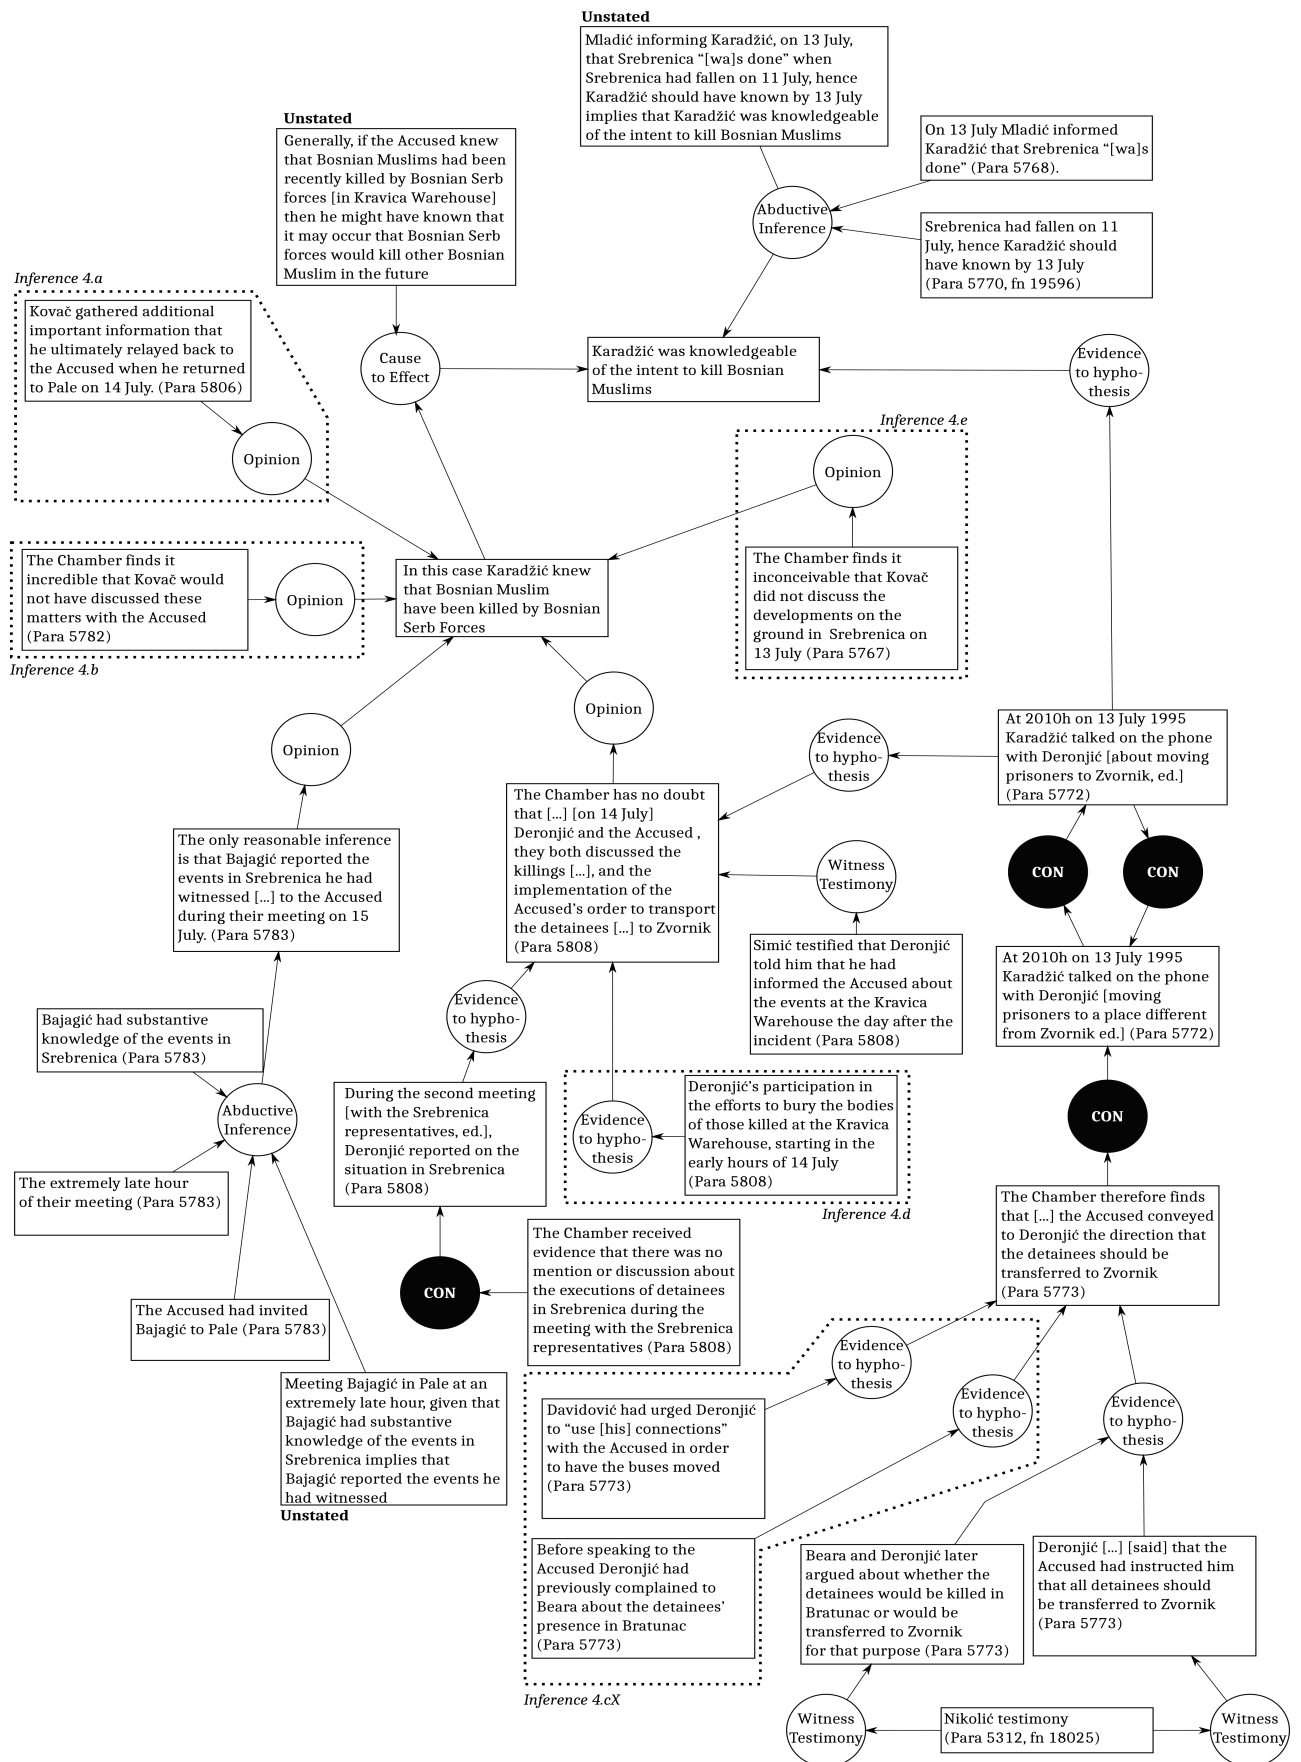 Unstated
Mladić informing Karadžić, on 13 July,
that Srebrenica “[wa]s done” when
Srebrenica had fallen on 11 July, hence
Karadžić should have known by 13 July
implies that Karadžić was knowledgeable
of the intent to kill Bosnian Muslims
Unstated
Generally, if the Accused knew
that Bosnian Muslims had been
recently killed by Bosnian Serb
forces [in Kravica Warehouse]
then he might have known that
it may occur that Bosnian Serb
forces would kill other Bosnian
Muslim in the future
On 13 July Mladić informed
Karadžić that Srebrenica “[wa]s
done” (Para 5768).
Abductive
Inference
Srebrenica had fallen on 11
July, hence Karadžić should
have known by 13 July
(Para 5770, fn 19596)
Inference 4.a
Kovač gathered additional
important information that
he ultimately relayed back to
the Accused when he returned
to Pale on 14 July. (Para 5806)
Opinion
Cause
to Effect
Karadžić was knowledgeable
of the intent to kill Bosnian
Muslims
Evidence
to hypho-
thesis
Inference 4.e
Opinion
The Chamber finds it
inconceivable that Kovač
did not discuss the
developments on the
ground in Srebrenica on
13 July (Para 5767)
The Chamber finds it
incredible that Kovač would
not have discussed these
matters with the Accused
(Para 5782)
Opinion
Inference 4.b
In this case Karadžić knew
that Bosnian Muslim
have been killed by Bosnian
Serb Forces
Opinion
Opinion
Evidence
to hypho-
thesis
At 2010h on 13 July 1995
Karadžić talked on the phone
with Deronjić [about moving
prisoners to Zvornik, ed.]
(Para 5772)
The only reasonable inference
is that Bajagić reported the
events in Srebrenica he had
witnessed [...] to the Accused
during their meeting on 15
July. (Para 5783)
The Chamber has no doubt
that [...] [on 14 July]
Deronjić and the Accused ,
they both discussed the
killings [...], and the
implementation of the
Accused’s order to transport
the detainees [...] to Zvornik
(Para 5808)
Witness
Testimony
CON
CON
Simić testified that Deronjić
told him that he had
informed the Accused about
the events at the Kravica
Warehouse the day after the
incident (Para 5808)
At 2010h on 13 July 1995
Karadžić talked on the phone
with Deronjić [moving
prisoners to a place different
from Zvornik ed.] (Para 5772)
Bajagić had substantive
knowledge of the events in
Srebrenica (Para 5783)
Evidence
to hypho-
thesis
Abductive
Inference
During the second meeting
[with the Srebrenica
representatives, ed.],
Deronjić reported on the
situation in Srebrenica
(Para 5808)
Evidence
to hypho-
thesis
Deronjić’s participation in
the efforts to bury the bodies
of those killed at the Kravica
Warehouse, starting in the
early hours of 14 July
(Para 5808)
Inference 4.d
CON
The extremely late hour
of their meeting (Para 5783)
The Chamber therefore finds
that [...] the Accused conveyed
to Deronjić the direction that
the detainees should be
transferred to Zvornik
(Para 5773)
CON
The Chamber received
evidence that there was no
mention or discussion about
the executions of detainees
in Srebrenica during the
meeting with the Srebrenica
representatives (Para 5808)
The Accused had invited
Bajagić to Pale (Para 5783)
Meeting Bajagić in Pale at an
extremely late hour, given that
Bajagić had substantive
knowledge of the events in
Srebrenica implies that
Bajagić reported the events he
had witnessed
Unstated
Evidence
to hypho-
thesis
Davidović had urged Deronjić
to “use [his] connections”
with the Accused in order
to have the buses moved
(Para 5773)
Evidence
to hypho-
thesis
Evidence
to hypho-
thesis
Before speaking to the
Accused Deronjić had
previously complained to
Beara about the detainees’
presence in Bratunac
(Para 5773)
Inference 4.cX
Beara and Deronjić later
argued about whether the
detainees would be killed in
Bratunac or would be
transferred to Zvornik
for that purpose (Para 5773)
Deronjić [...] [said] that the
Accused had instructed him
that all detainees should
be transferred to Zvornik
(Para 5773)
Witness
Testimony
Nikolić testimony
(Para 5312, fn 18025)
Witness
Testimony